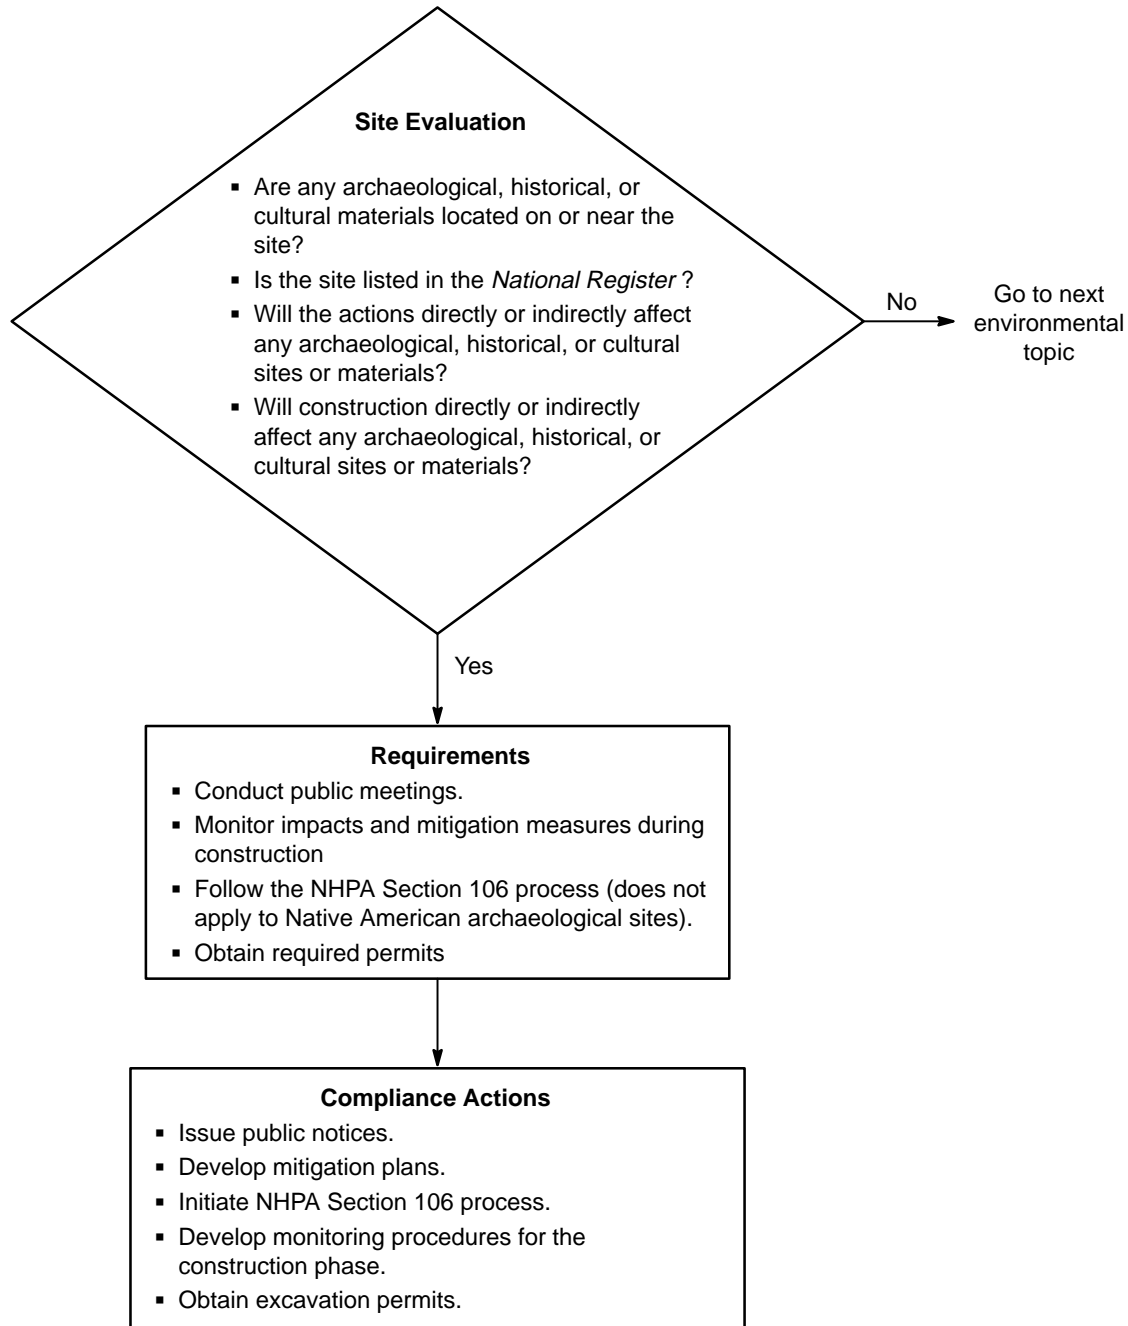 Site Evaluation
▪ Are any archaeological, historical, or
cultural materials located on or near the
site?
▪ Is the site listed in the National Register ?
▪ Will the actions directly or indirectly affect
any archaeological, historical, or cultural
sites or materials?
▪ Will construction directly or indirectly
affect any archaeological, historical, or
cultural sites or materials?
No
Go to next
environmental
topic
Yes
Requirements
▪ Conduct public meetings.
▪ Monitor impacts and mitigation measures during
construction
▪ Follow the NHPA Section 106 process (does not
apply to Native American archaeological sites).
▪ Obtain required permits
Compliance Actions
▪ Issue public notices.
▪ Develop mitigation plans.
▪ Initiate NHPA Section 106 process.
▪ Develop monitoring procedures for the
construction phase.
▪ Obtain excavation permits.